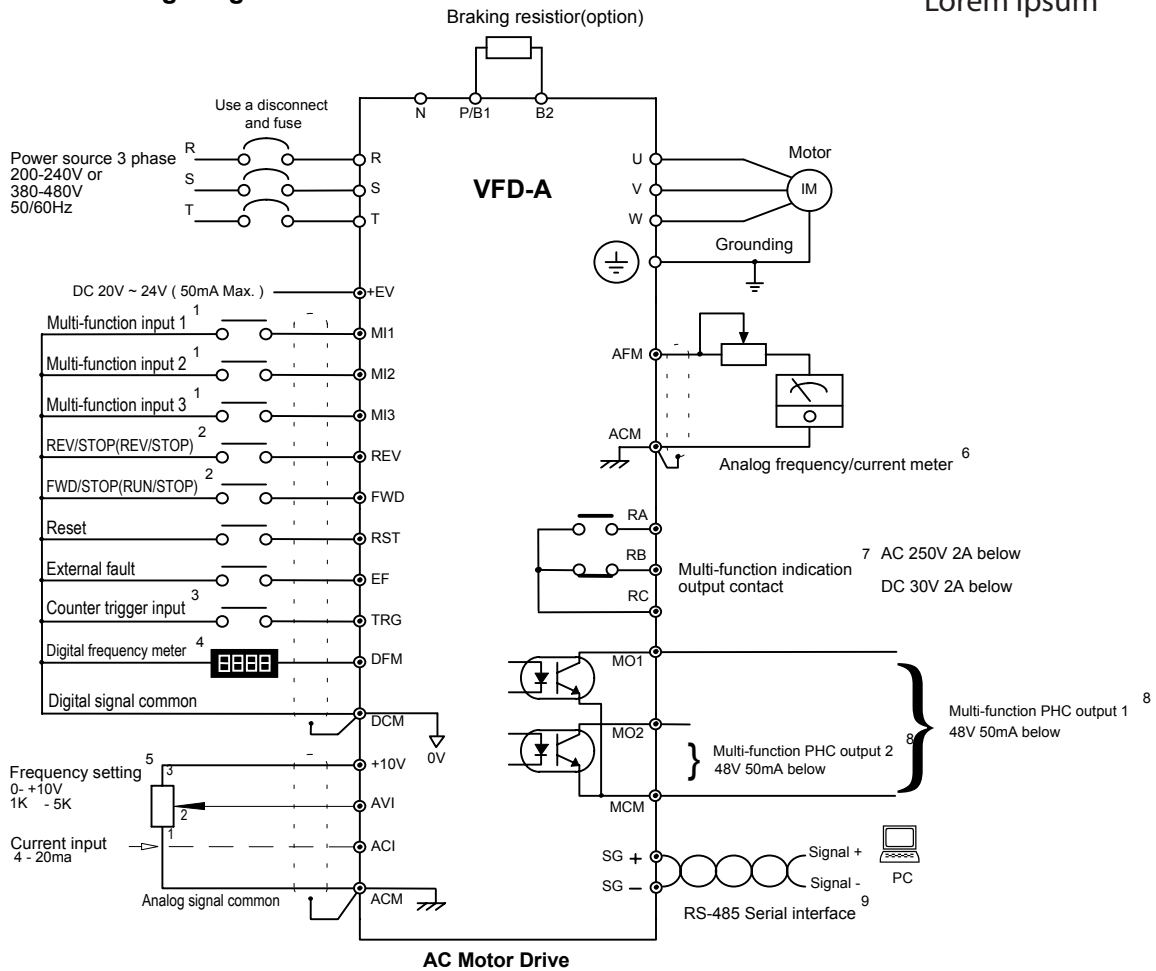 Lorem ipsum
Braking resistior(option)
N
P/B1
B2
Use a disconnect
and fuse
Power source 3 phase
200-240V or
380-480V
50/60Hz
R
S
T
R
S
T
VFD-A
U
V
W
Motor
IM
Grounding
DC 20V ~ 24V ( 50mA Max. )
+EV
Multi-function input 1 1
MI1
Multi-function input 2 1
MI2
Multi-function input 3 1
MI3
REV/STOP(REV/STOP) 2
REV
FWD/STOP(RUN/STOP) 2
FWD
Reset
RST
External fault
EF
Counter trigger input 3
TRG
Digital frequency meter 4
DFM
Digital signal common
DCM
0V
Frequency setting 5
0- +10V
1K - 5K
3
2
1
+10V
AVI
Current input
4 - 20ma
ACI
Analog signal common
ACM
AFM
ACM
Analog frequency/current meter 6
RA
RB
RC
Multi-function indication
output contact
7 AC 250V 2A below
DC 30V 2A below
MO1
MO2
MCM
Multi-function PHC output 1 8
48V 50mA below
Multi-function PHC output 2 8
48V 50mA below
SG +
SG -
Signal +
Signal -
PC
RS-485 Serial interface 9
AC Motor Drive